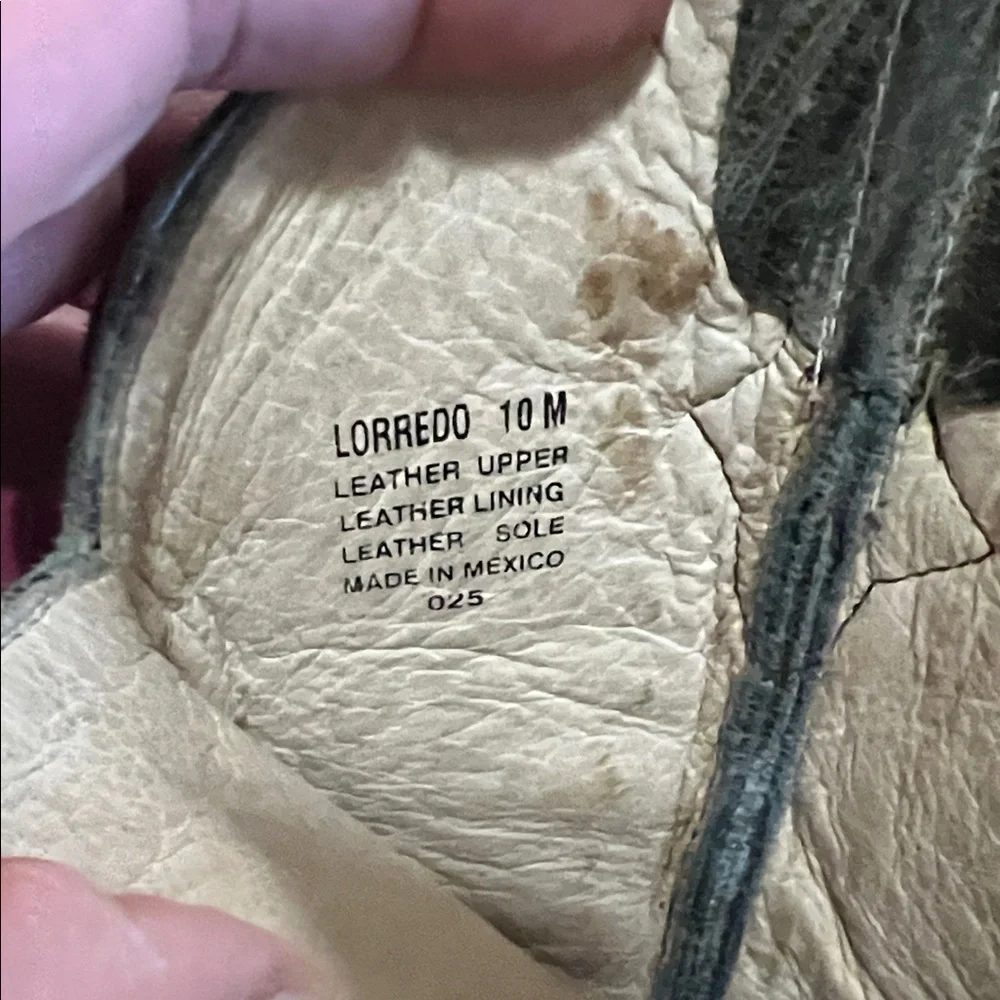 LORREDO 10 M
LEATHER UPPER
LEATHER LINING
LEATHER SOLE
MADE IN MEXICO
025